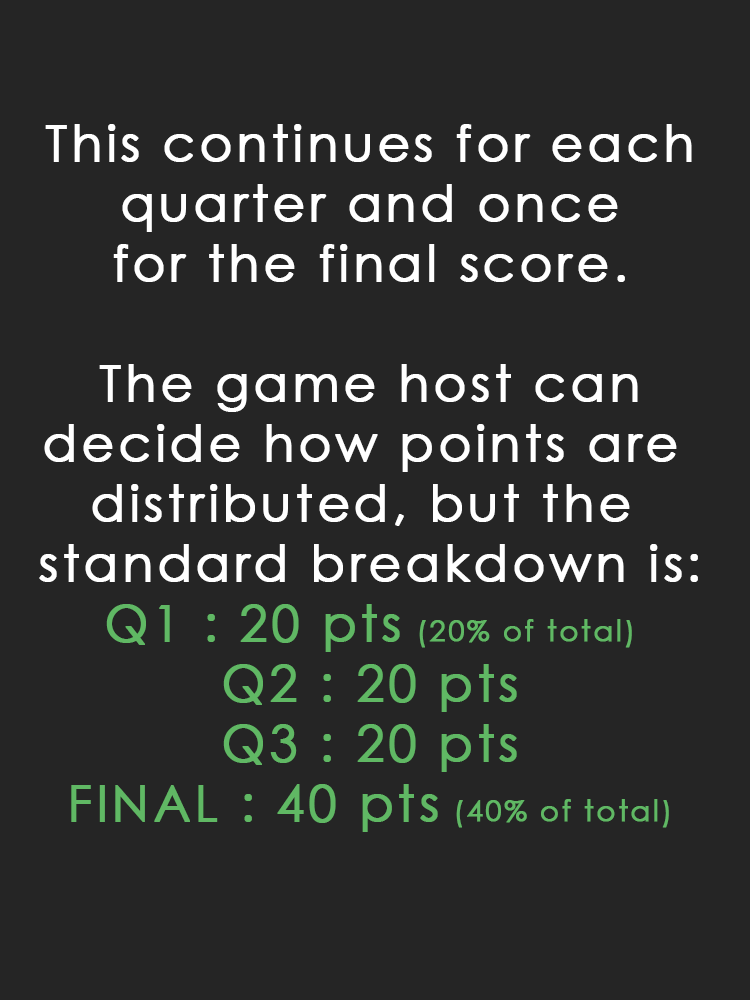 This continues for each
quarter and once
for the final score.
The game host can
decide how points are
distributed, but the
standard breakdown is:
Q1 : 20 pts (20% of total)
Q2 : 20 pts
Q3 : 20 pts
FINAL : 40 pts (40% of total)